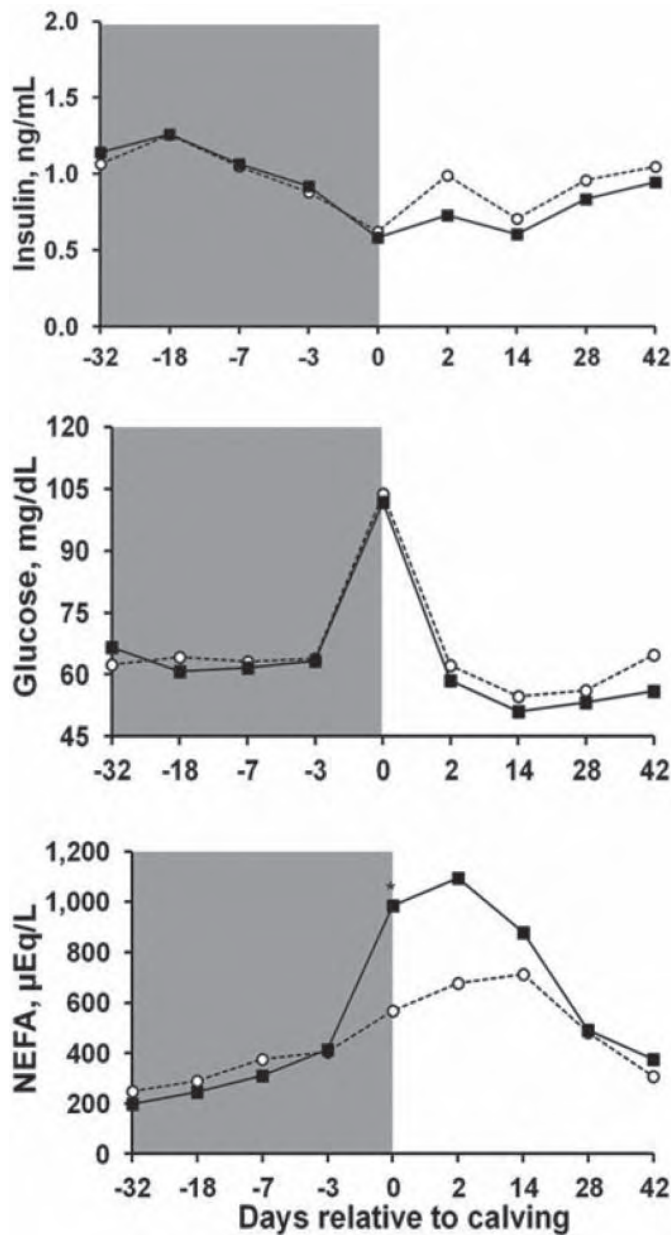 2.0
1.5
1.0
0.5
0.0
Insulin, ng/mL
-32 -18 -7 -3 0 2 14 28 42
120
105
90
75
60
45
Glucose, mg/dL
-32 -18 -7 -3 0 2 14 28 42
1,200
1,000
800
600
400
200
0
NEFA, µEq/L
*
-32 -18 -7 -3 0 2 14 28 42
Days relative to calving